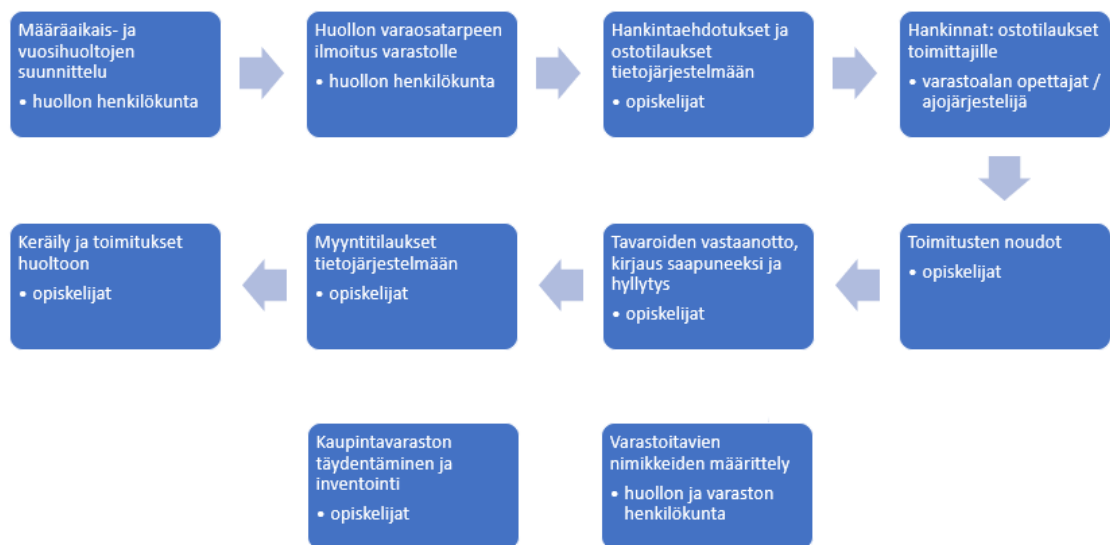 Määräaikais- ja
vuosihuoltojen
suunnittelu
• huollon henkilökunta
Huollon varaosatarpeen
ilmoitus varastolle
• huollon henkilökunta
Hankintaehdotukset ja
ostotilaukset
tietojärjestelmään
• opiskelijat
Hankinnat: ostotilaukset
toimittajille
• varastoalan opettajat /
ajojärjestelijä
Toimitusten noudot
• opiskelijat
Tavaroiden vastaanotto,
kirjaus saapuneeksi ja
hyllytys
• opiskelijat
Myyntitilaukset
tietojärjestelmään
• opiskelijat
Keräily ja toimitukset
huoltoon
• opiskelijat
Kaupintavaraston
täydentäminen ja
inventointi
• opiskelijat
Varastoitavien
nimikkeiden määrittely
• huollon ja varaston
henkilökunta